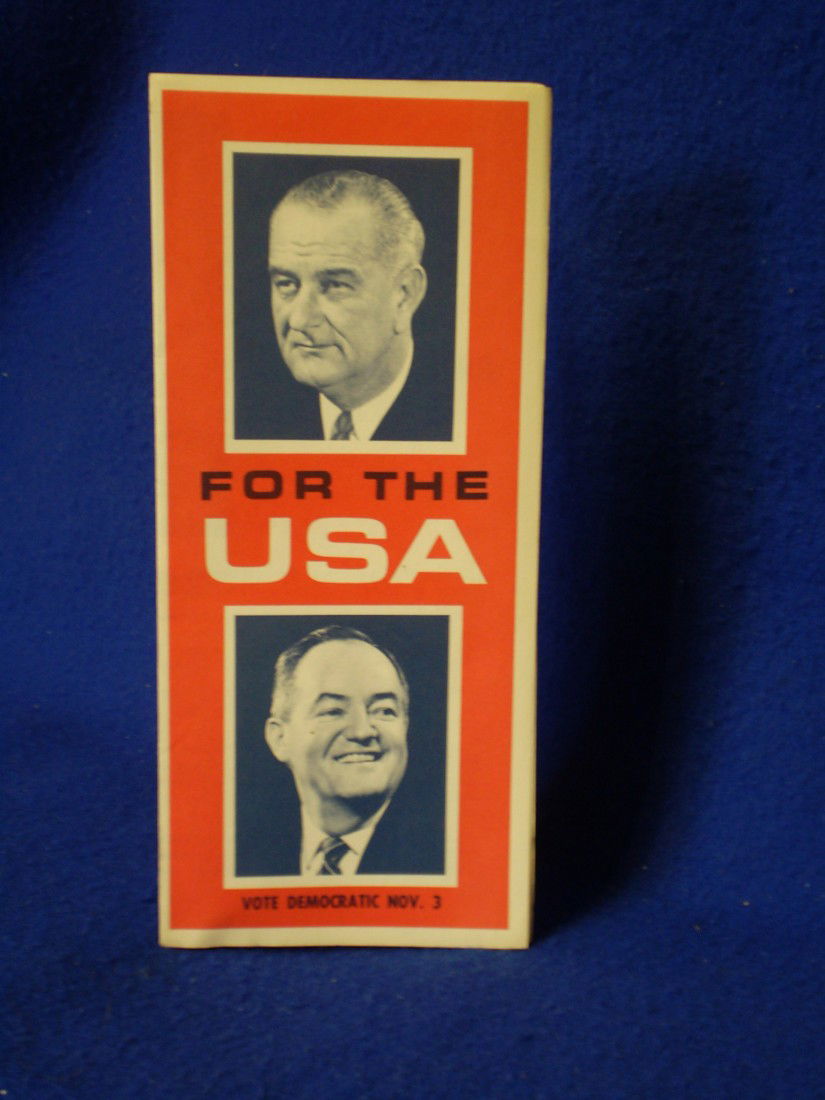 FOR THE
USA
VOTE DEMOCRATIC NOV. 3